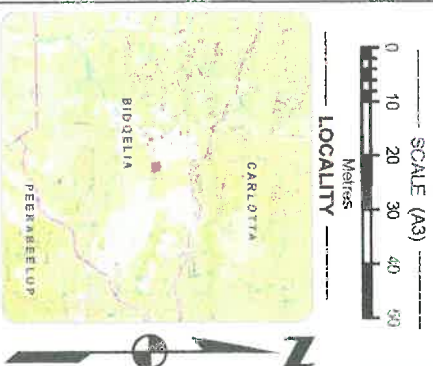 SCALE (A3)
0 10 20 30 40 50
Metres
LOCALITY
CARLOTTA
BIDDELIA
PEERABEELUP
N